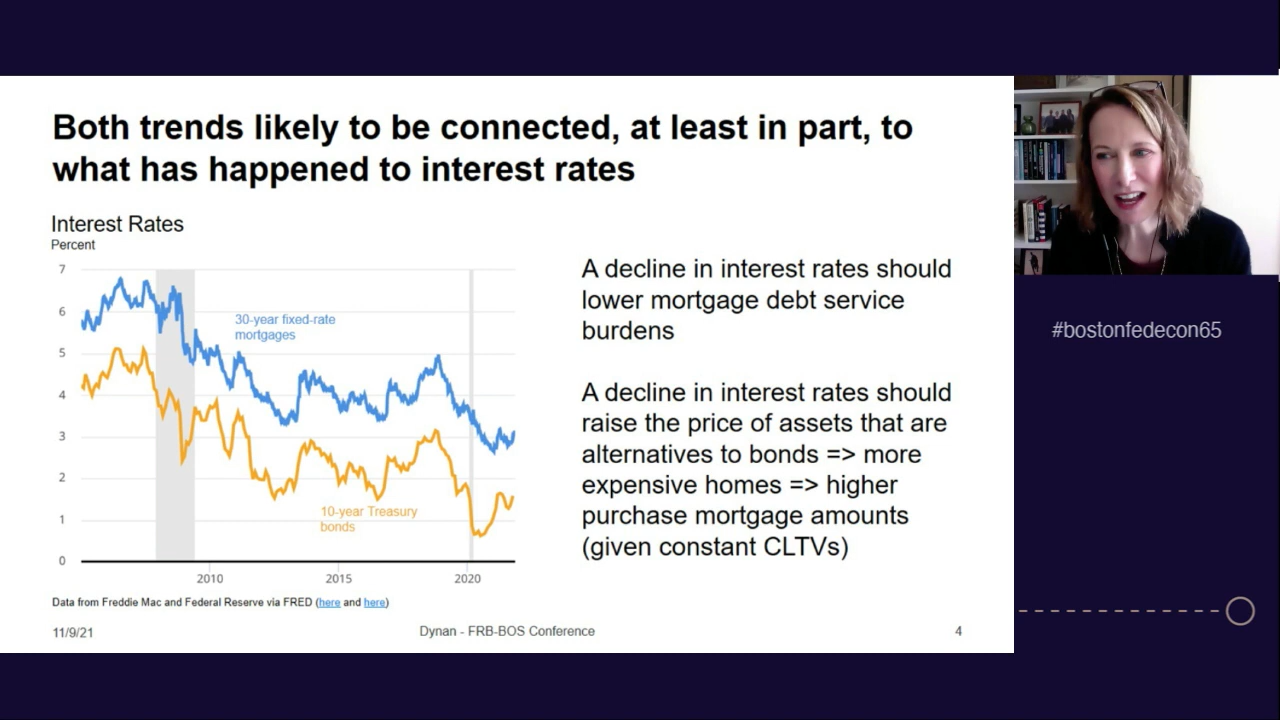 Both trends likely to be connected, at least in part, to
what has happened to interest rates
Interest Rates
Percent
7
6
5
4
3
2
1
0
30-year fixed-rate
mortgages
10-year Treasury
bonds
2010
2015
2020
Data from Freddie Mac and Federal Reserve via FRED (here and here)
A decline in interest rates should
lower mortgage debt service
burdens
A decline in interest rates should
raise the price of assets that are
alternatives to bonds => more
expensive homes => higher
purchase mortgage amounts
(given constant CLTVs)
11/9/21
Dynan - FRB-BOS Conference
4
#bostonfedecon65